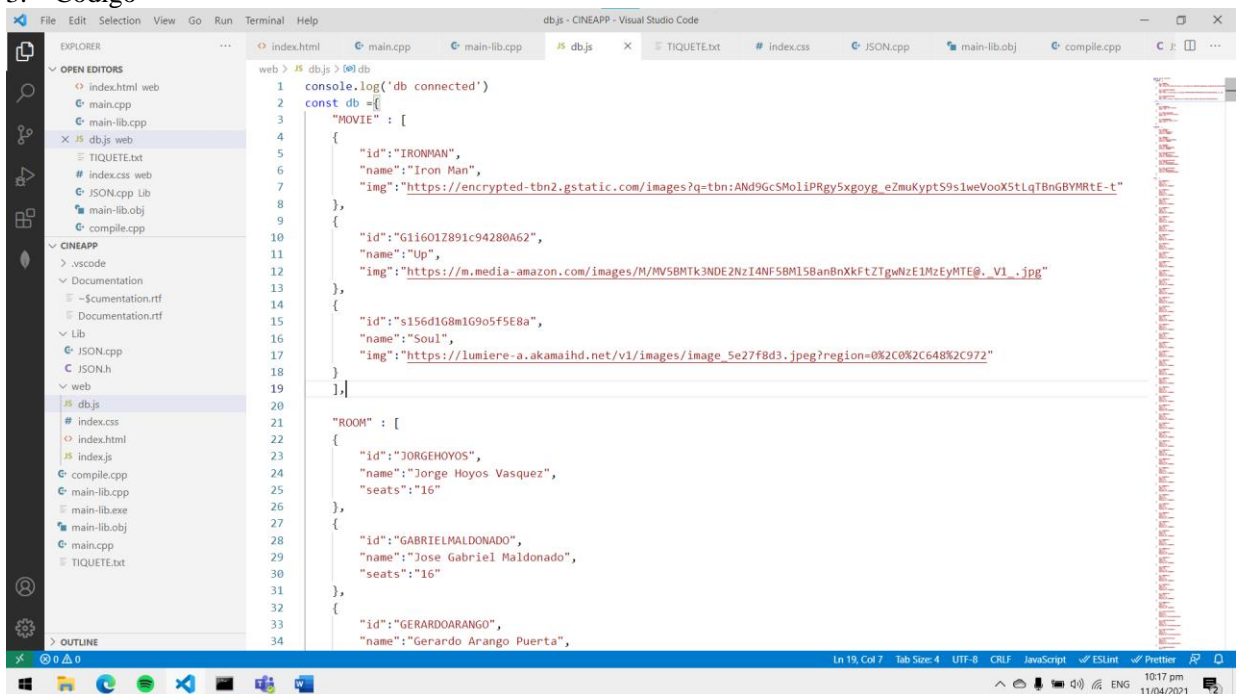 3. Codigo
File Edit Selection View Go Run Terminal Help
db.js - CINEAPP - Visual Studio Code
EXPLORER
index.html
main.cpp
main-lib.cpp
JS db.js
TIQUETE.txt
# index.css
JSON.cpp
main-lib.obj
compile.cpp
OPEN EDITORS
index.html web
main.cpp
main-lib.cpp
JS db.js web
TIQUETE.txt
# index.css web
JSON.cpp Lib
main-lib.obj
compile.cpp
CINEAPP
.vscode
Documentation
~$cumentation.rtf
Documentation.rtf
Lib
JSON.cpp
C JSON.h
web
JS db.js
# index.css
index.html
JS index.js
compile.cpp
main-lib.cpp
main-lib.exe
main-lib.obj
main.cpp
TIQUETE.txt
OUTLINE
web > JS db.js > db
1 console.log('db connected')
2 const db ={
3 "MOVIE" : [
4 {
5 "id":"IRONMAN",
6 "name":"Iron Man",
7 "img":"https://encrypted-tbn2.gstatic.com/images?q=tbn:ANd9GcSMoliPRgy5xgoyg_eZmuKyptS9s1weVooX5tLqTBnGBYMRtE-t"
8 },
9 {
10 "id":"G1i6O1Z891c94280A62",
11 "name":"Up",
12 "img":"https://m.media-amazon.com/images/M/MV5BMTk3NDE2NzI4NF5BMl5BanBnXkFtZTgwNzE1MzEyMTE@._V1_.jpg"
13 },
14 {
15 "id":"s156d1G8m1G9o5f5E8a",
16 "name":"Soul",
17 "img":"https://lumiere-a.akamaihd.net/v1/images/image_5e27f8d3.jpeg?region=0%2C0%2C648%2C972"
18 }
19 ],
20
21 "ROOM" : [
22 {
23 "id":"JORGEHOYOS",
24 "name":"Jorge Hoyos Vasquez",
25 "seats":"16"
26 },
27 {
28 "id":"GABRIELMALDONADO",
29 "name":"Jose Gabriel Maldonado",
30 "seats":"16"
31 },
32 {
33 "id":"GERARDOARANGO",
34 "name":"Gerardo Arango Puerta",
0 0
Ln 19, Col 7 Tab Size: 4 UTF-8 CRLF JavaScript ESLint Prettier
ENG
10:17 pm
11/04/2021